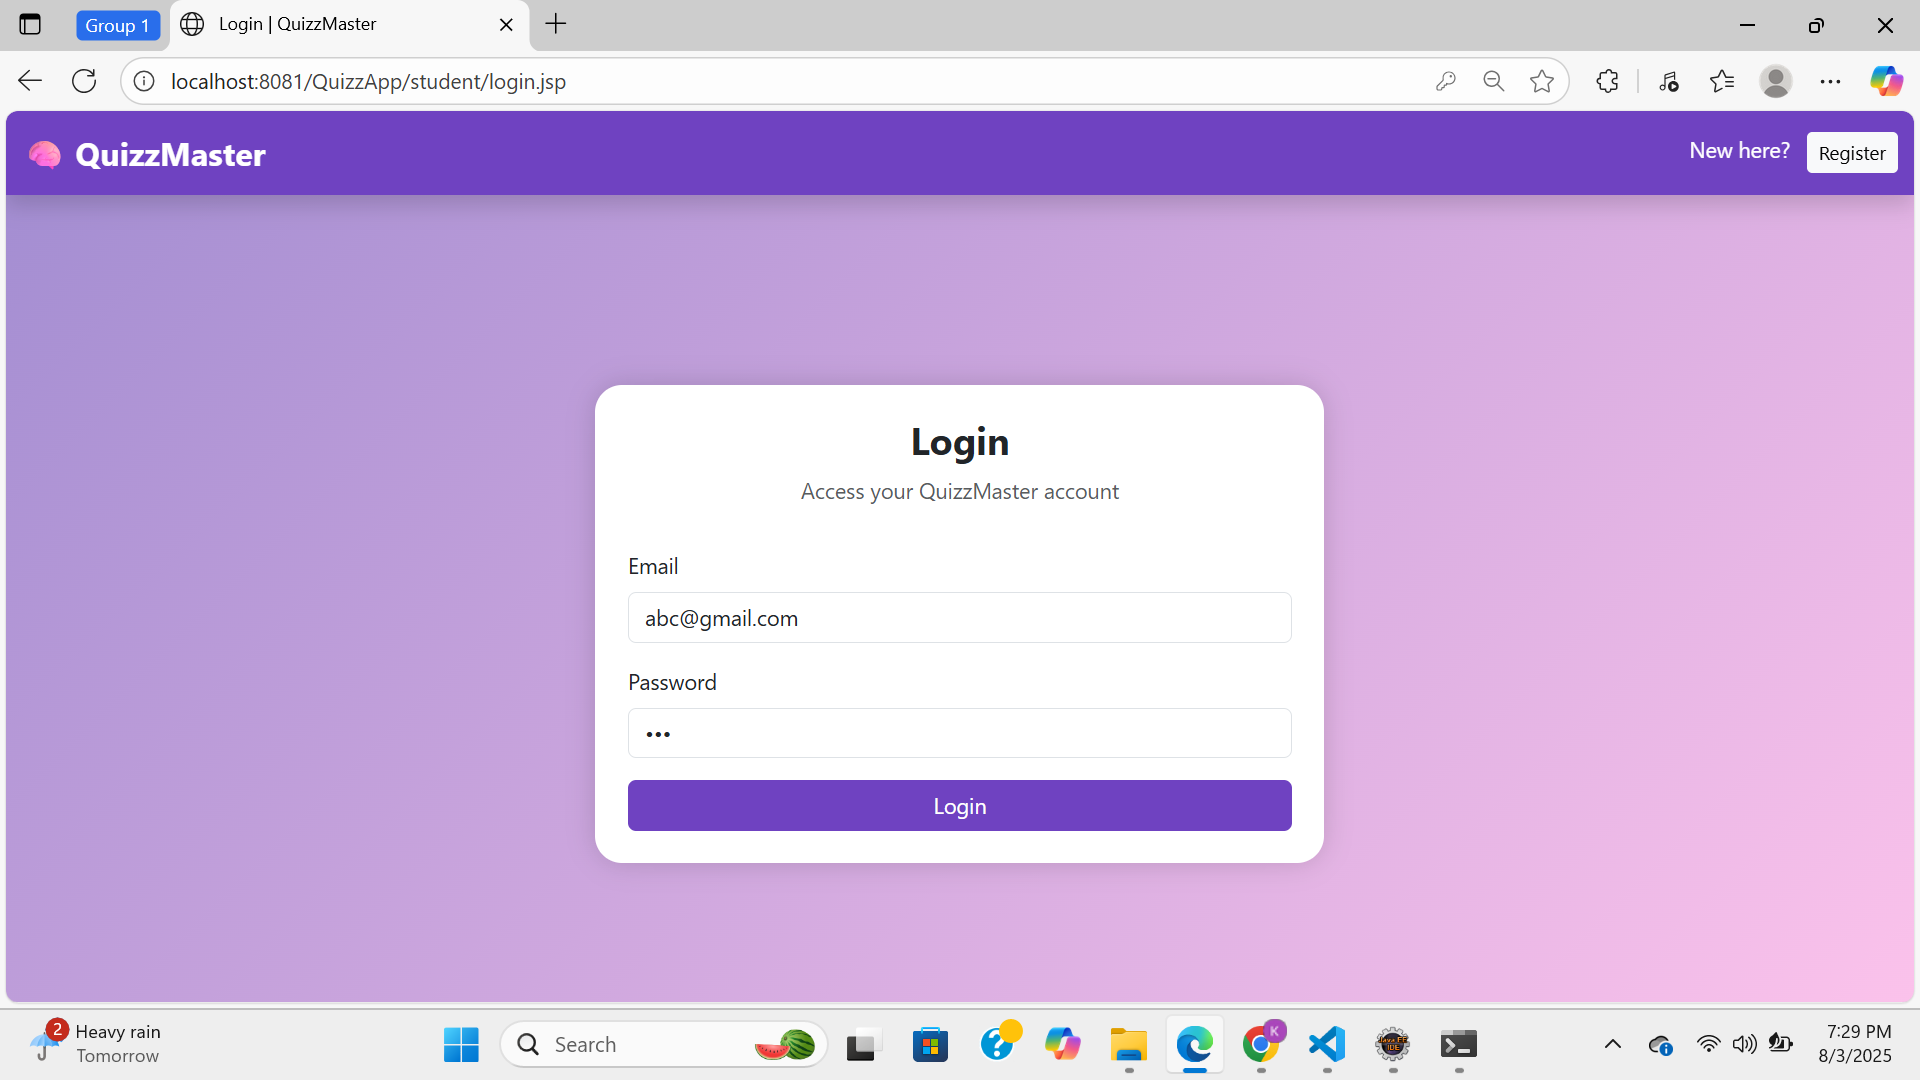 Group 1
Login | QuizzMaster
localhost:8081/QuizzApp/student/login.jsp
QuizzMaster
New here?
Register
Login
Access your QuizzMaster account
Email
abc@gmail.com
Password
•••
Login
2
Heavy rain
Tomorrow
Search
K
7:29 PM
8/3/2025